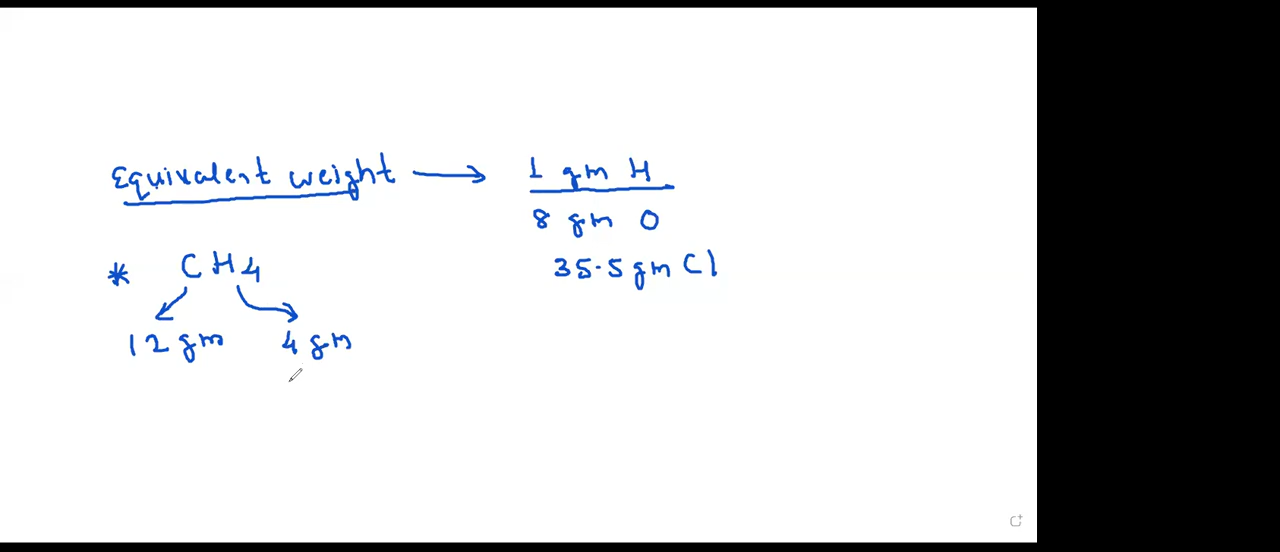 Equivalent weight → 1 gm H
8 gm O
35.5 gm Cl
* CH4
12 gm 4 gm